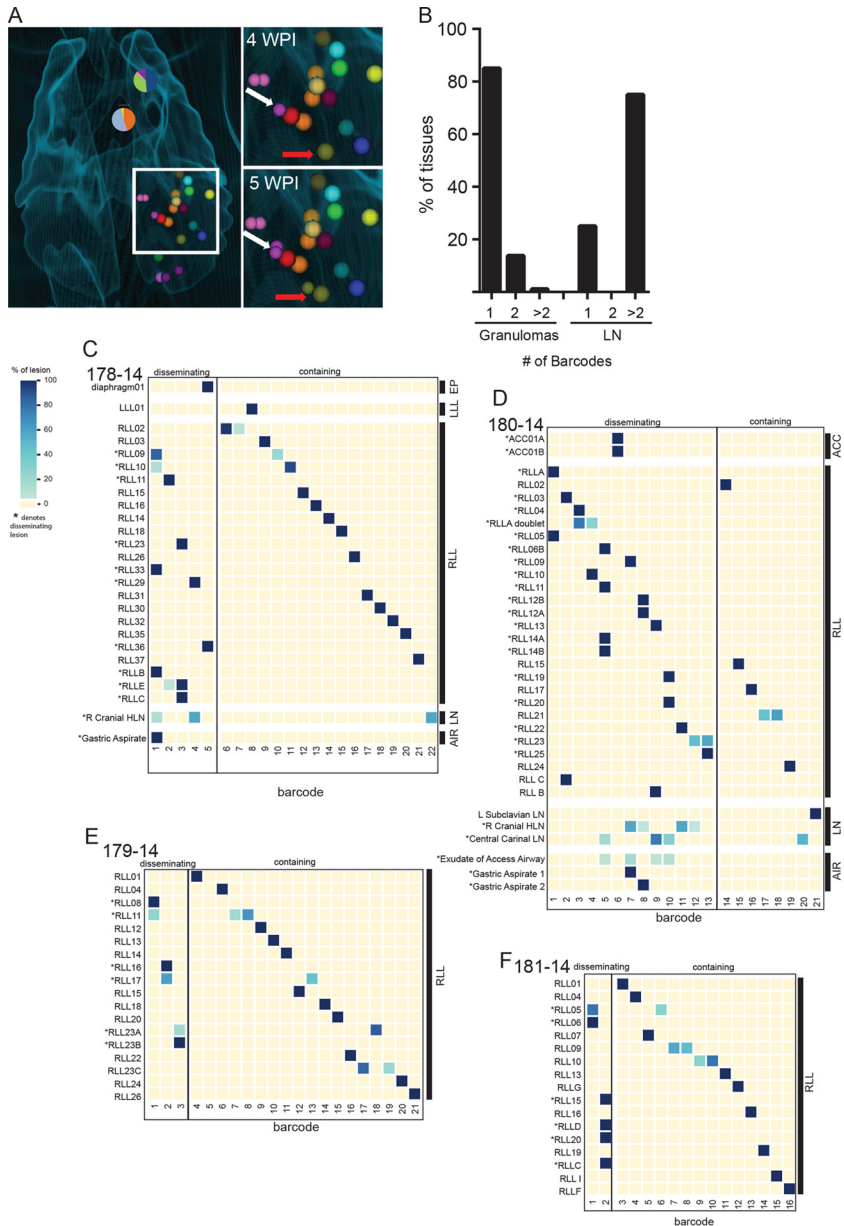 A
4 WPI
5 WPI
B
% of tissues
100
80
60
40
20
1 2 >2 1 2 >2
Granulomas LN
# of Barcodes
C
178-14
disseminating containing
% of lesion
100
80
60
40
20
0
* denotes
disseminating
lesion
diaphragm01
LLL01
RLL02
RLL03
*RLL09
*RLL10
*RLL11
RLL15
RLL16
RLL14
RLL18
*RLL23
RLL26
*RLL33
*RLL29
RLL31
RLL30
RLL32
RLL35
*RLL36
RLL37
*RLLB
*RLLE
*RLLC
*R Cranial HLN
*Gastric Aspirate
EP
LLL
RLL
LN
AIR
1 2 3 4 5 6 7 8 9 10 11 12 13 14 15 16 17 18 19 20 21 22
barcode
D
180-14
disseminating containing
*ACC01A
*ACC01B
*RLLA
RLL02
*RLL03
*RLL04
*RLLA doublet
*RLL05
*RLL06B
*RLL09
*RLL10
*RLL11
*RLL12B
*RLL12A
*RLL13
*RLL14A
*RLL14B
RLL15
*RLL19
RLL17
*RLL20
RLL21
*RLL22
*RLL23
*RLL25
RLL24
RLL C
RLL B
L Subclavian LN
*R Cranial HLN
*Central Carinal LN
*Exudate of Access Airway
*Gastric Aspirate 1
*Gastric Aspirate 2
ACC
RLL
LN
AIR
1 2 3 4 5 6 7 8 9 10 11 12 13 14 15 16 17 18 19 20 21
barcode
E
179-14
disseminating containing
RLL01
RLL04
*RLL08
*RLL11
RLL12
RLL13
RLL14
*RLL16
*RLL17
RLL15
RLL18
RLL20
*RLL23A
*RLL23B
RLL22
RLL23C
RLL24
RLL26
RLL
1 2 3 4 5 6 7 8 9 10 11 12 13 14 15 16 17 18 19 20 21
barcode
F
181-14
disseminating containing
RLL01
RLL04
*RLL05
*RLL06
RLL07
RLL09
RLL10
RLL13
RLLG
*RLL15
RLL16
*RLLD
*RLL20
RLL19
*RLLC
RLL I
RLLF
RLL
1 2 3 4 5 6 7 8 9 10 11 12 13 14 15 16
barcode